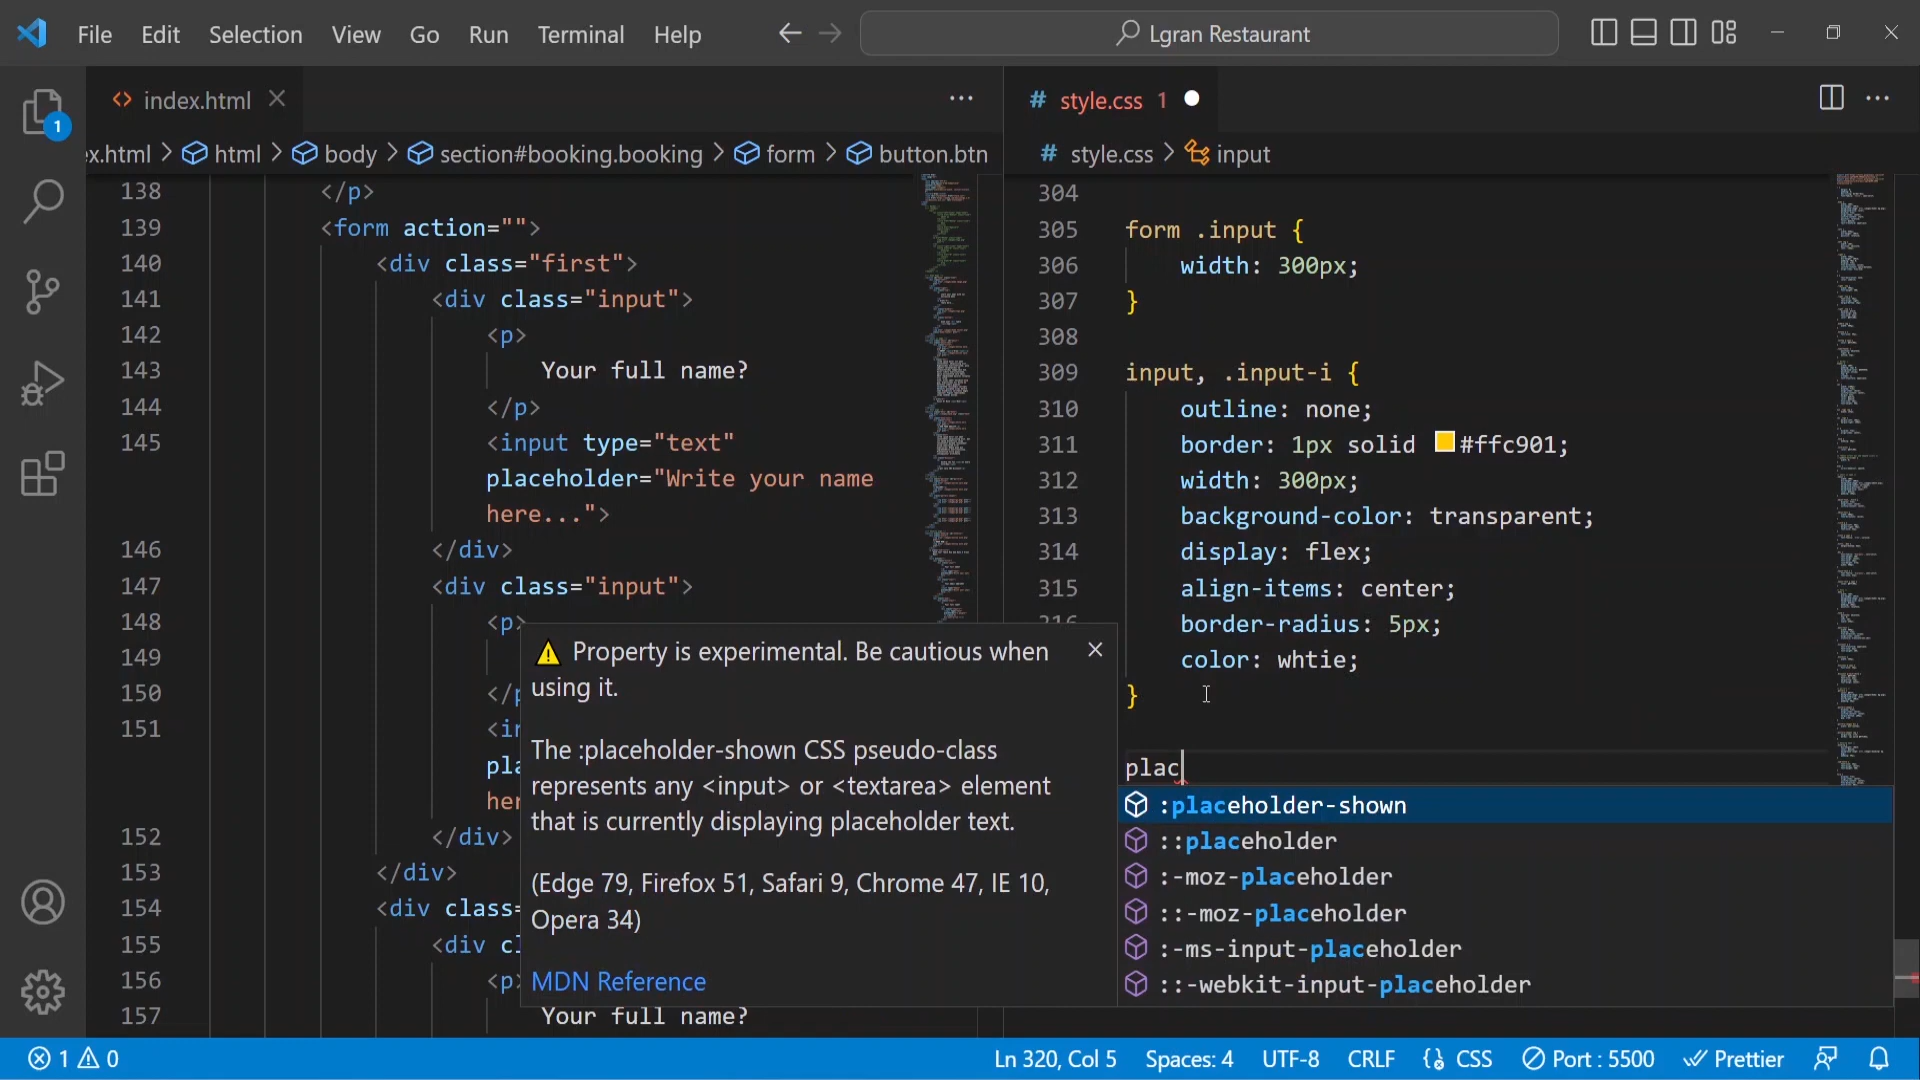 File Edit Selection View Go Run Terminal Help Lgran Restaurant
1
index.html
ex.html > html > body > section#booking.booking > form > button.btn
138 </p>
139 <form action="">
140 <div class="first">
141 <div class="input">
142 <p>
143 Your full name?
144 </p>
145 <input type="text"
placeholder="Write your name
here...">
146 </div>
147 <div class="input">
148 <p>
149
150 </p
151 <in
pla
her
152 </div>
153 </div>
154 <div class=
155 <div cl
156 <p>
157 Your full name?
# style.css 1
# style.css > input
304
305 form .input {
306 width: 300px;
307 }
308
309 input, .input-i {
310 outline: none;
311 border: 1px solid #ffc901;
312 width: 300px;
313 background-color: transparent;
314 display: flex;
315 align-items: center;
316 border-radius: 5px;
color: whtie;
}
plac
:placeholder-shown
::placeholder
:-moz-placeholder
::-moz-placeholder
:-ms-input-placeholder
::-webkit-input-placeholder
Property is experimental. Be cautious when
using it.
The :placeholder-shown CSS pseudo-class
represents any <input> or <textarea> element
that is currently displaying placeholder text.
(Edge 79, Firefox 51, Safari 9, Chrome 47, IE 10,
Opera 34)
MDN Reference
1 0 Ln 320, Col 5 Spaces: 4 UTF-8 CRLF {} CSS Port : 5500 Prettier